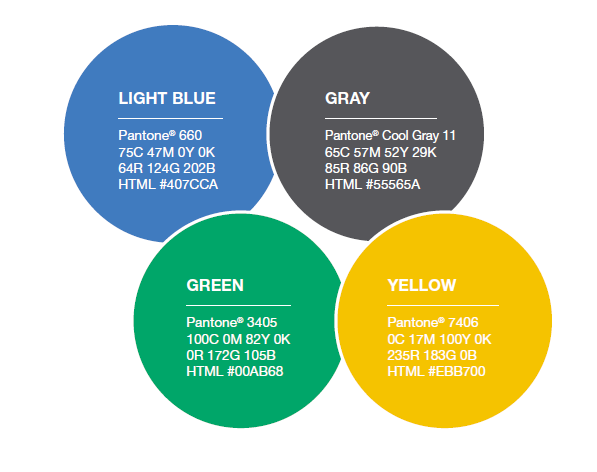 LIGHT BLUE
Pantone® 660
75C 47M 0Y 0K
64R 124G 202B
HTML #407CCA
GRAY
Pantone® Cool Gray 11
65C 57M 52Y 29K
85R 86G 90B
HTML #55565A
GREEN
Pantone® 3405
100C 0M 82Y 0K
0R 172G 105B
HTML #00AB68
YELLOW
Pantone® 7406
0C 17M 100Y 0K
235R 183G 0B
HTML #EBB700